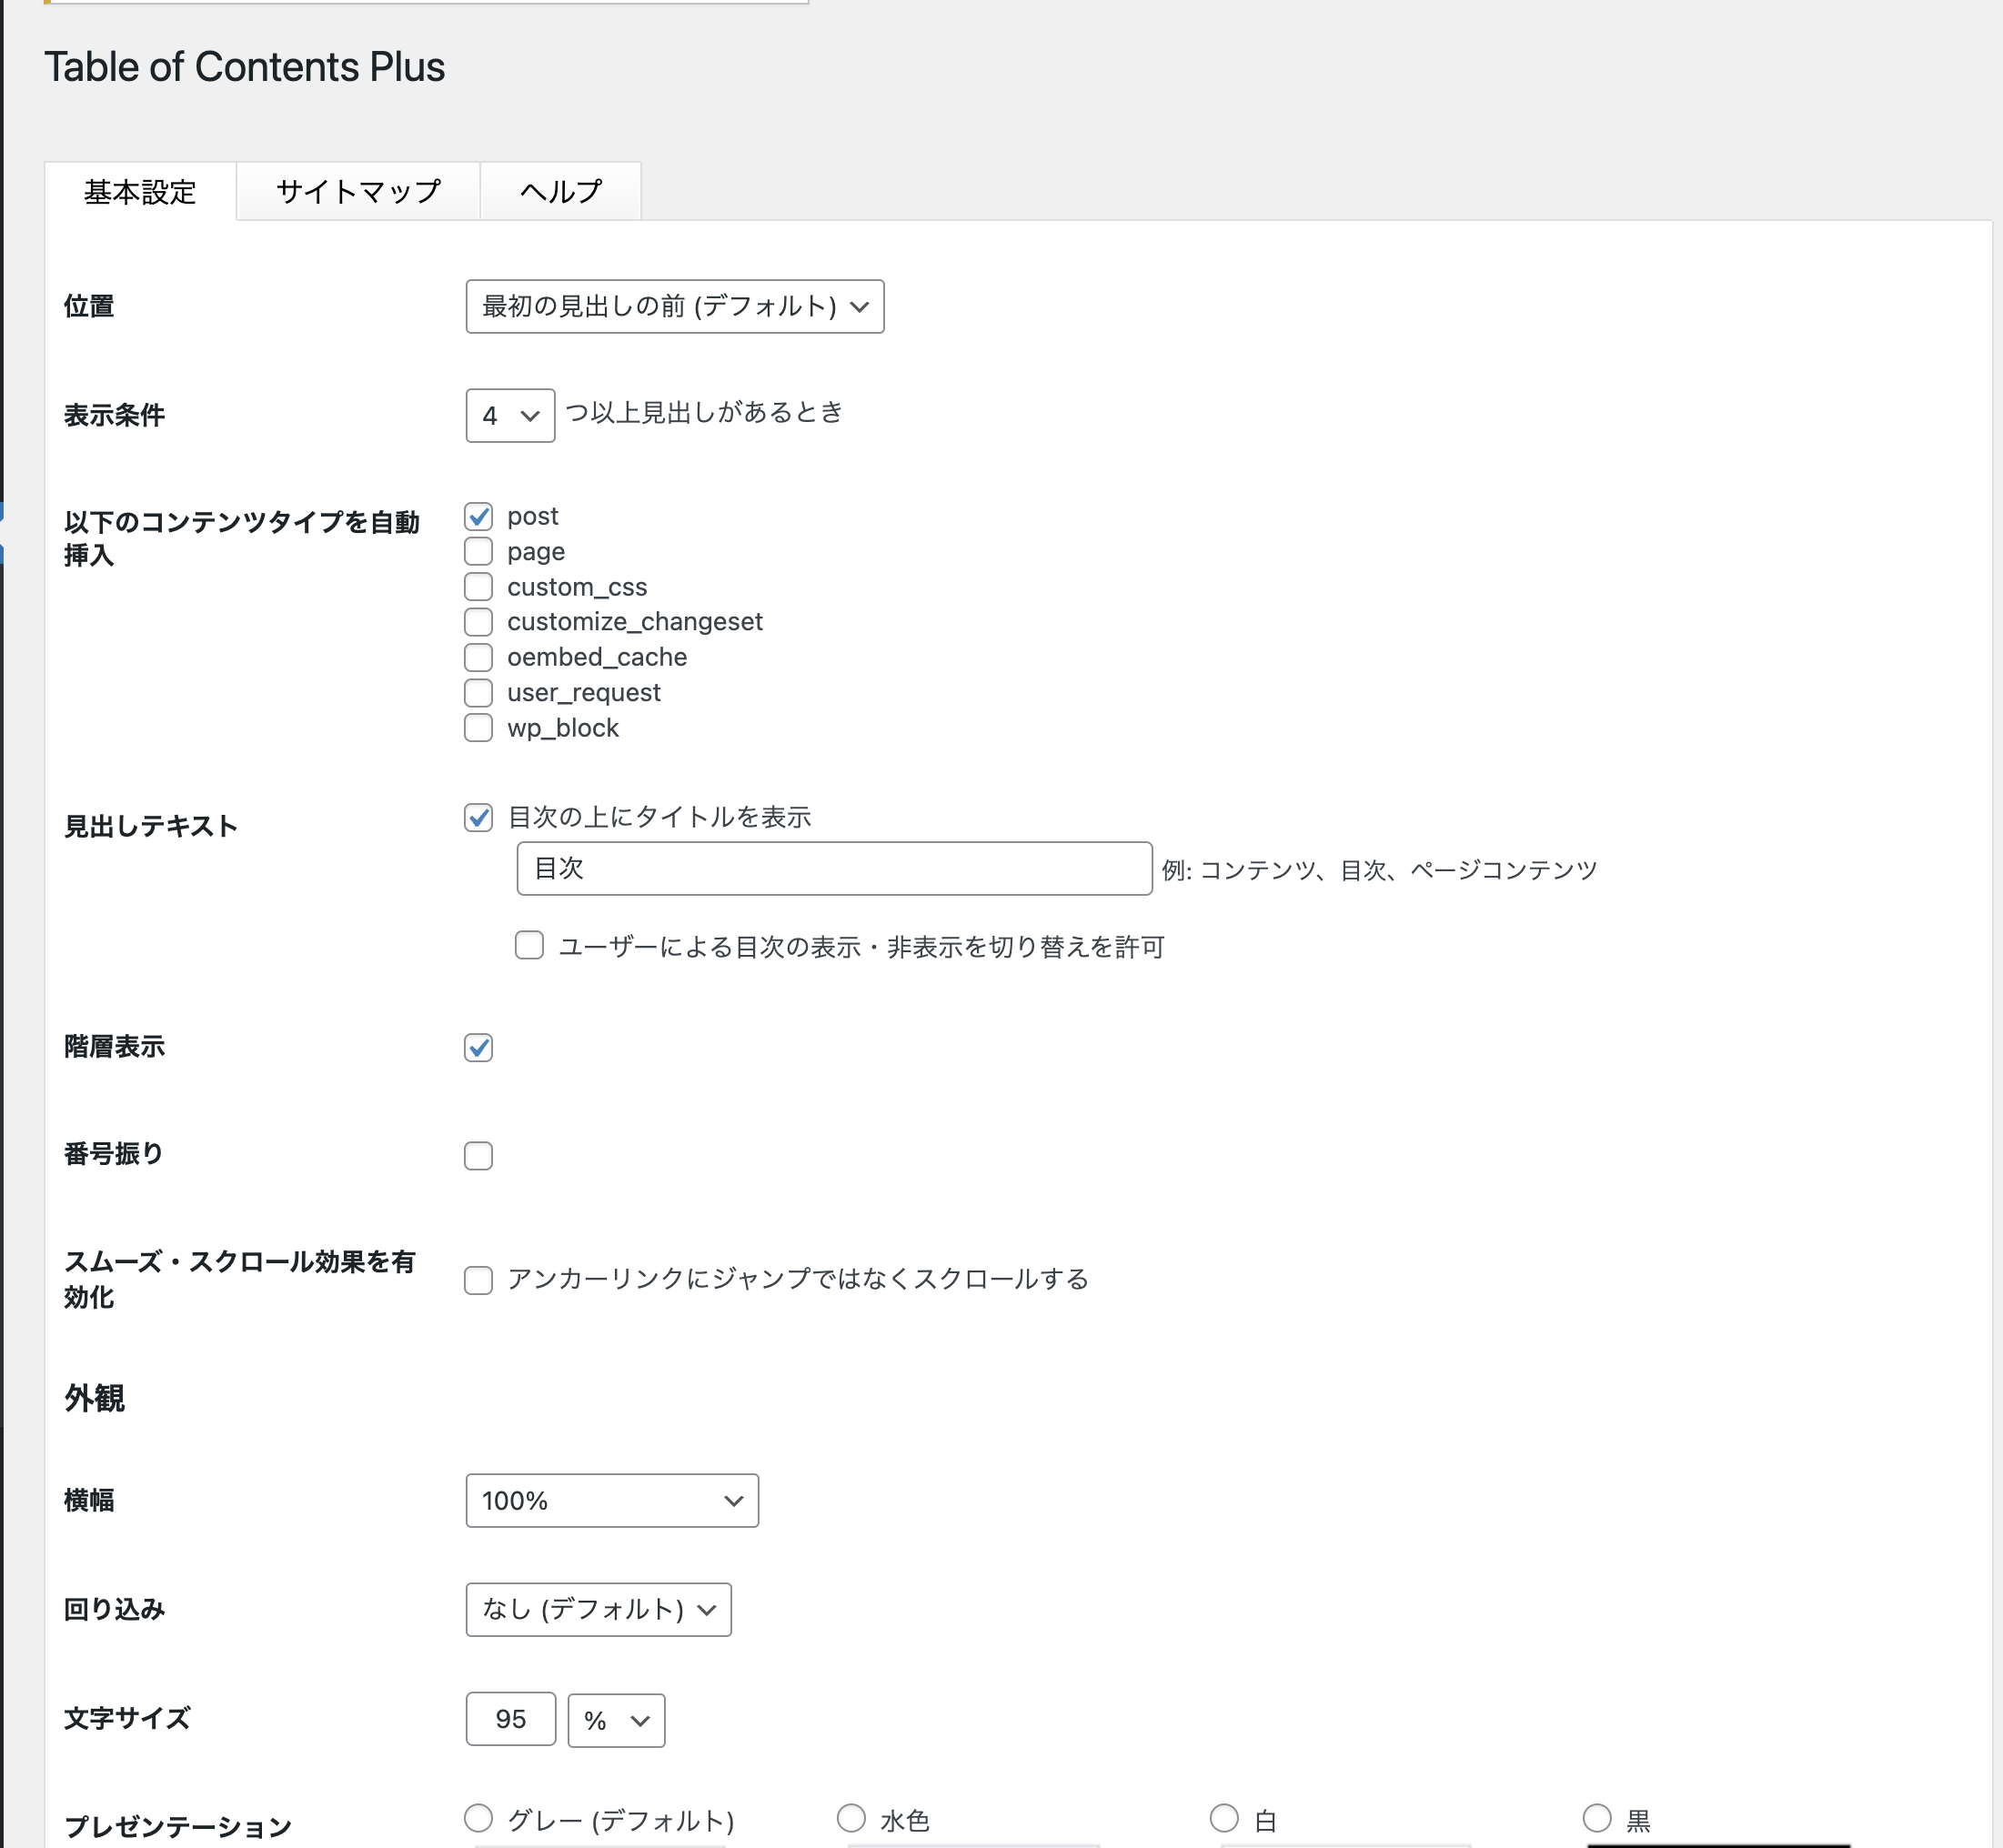 Table of Contents Plus
基本設定 サイトマップ ヘルプ
位置 最初の見出しの前 (デフォルト)
表示条件 4 つ以上見出しがあるとき
以下のコンテンツタイプを自動
挿入
post
page
custom_css
customize_changeset
oembed_cache
user_request
wp_block
見出しテキスト 目次の上にタイトルを表示
目次 例: コンテンツ、目次、ページコンテンツ
ユーザーによる目次の表示・非表示を切り替えを許可
階層表示
番号振り
スムーズ・スクロール効果を有
効化
アンカーリンクにジャンプではなくスクロールする
外観
横幅 100%
回り込み なし (デフォルト)
文字サイズ 95 %
プレゼンテーション グレー (デフォルト) 水色 白 黒